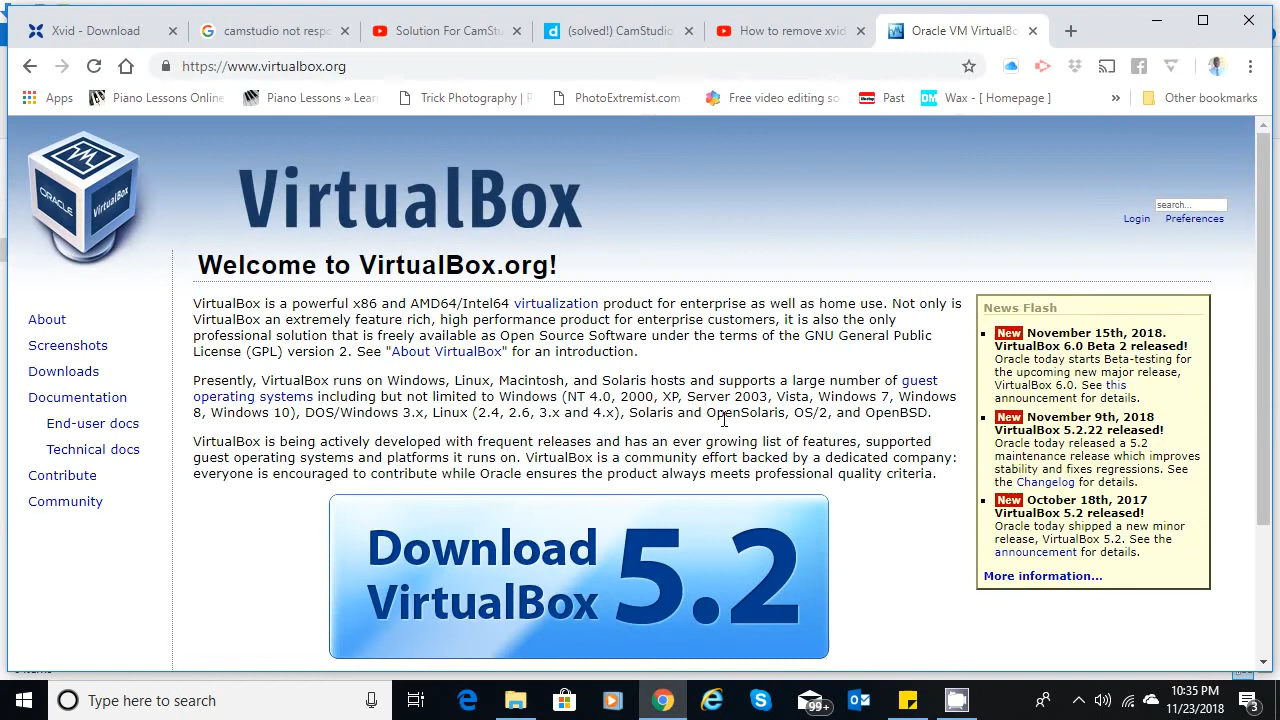 Xvid - Download
camstudio not resp
Solution For CamStu
(solved!) CamStudio
How to remove xvid
Oracle VM VirtualBo
https://www.virtualbox.org
Apps
Piano Lessons Online
Piano Lessons » Lear
Trick Photography | P
PhotoExtremist.com
Free video editing so
Past
DM
Wax - [ Homepage ]
»
Other bookmarks
ORACLE
VirtualBox
VirtualBox
search...
Login
Preferences
Welcome to VirtualBox.org!
VirtualBox is a powerful x86 and AMD64/Intel64 virtualization product for enterprise as well as home use. Not only is
VirtualBox an extremely feature rich, high performance product for enterprise customers, it is also the only
professional solution that is freely available as Open Source Software under the terms of the GNU General Public
License (GPL) version 2. See "About VirtualBox" for an introduction.
Presently, VirtualBox runs on Windows, Linux, Macintosh, and Solaris hosts and supports a large number of guest
operating systems including but not limited to Windows (NT 4.0, 2000, XP, Server 2003, Vista, Windows 7, Windows
8, Windows 10), DOS/Windows 3.x, Linux (2.4, 2.6, 3.x and 4.x), Solaris and OpenSolaris, OS/2, and OpenBSD.
VirtualBox is being actively developed with frequent releases and has an ever growing list of features, supported
guest operating systems and platforms it runs on. VirtualBox is a community effort backed by a dedicated company:
everyone is encouraged to contribute while Oracle ensures the product always meets professional quality criteria.
About
Screenshots
Downloads
Documentation
End-user docs
Technical docs
Contribute
Community
Download
VirtualBox
5.2
News Flash
New November 15th, 2018.
VirtualBox 6.0 Beta 2 released!
Oracle today starts Beta-testing for
the upcoming new major release,
VirtualBox 6.0. See this
announcement for details.
New November 9th, 2018
VirtualBox 5.2.22 released!
Oracle today released a 5.2
maintenance release which improves
stability and fixes regressions. See
the Changelog for details.
New October 18th, 2017
VirtualBox 5.2 released!
Oracle today shipped a new minor
release, VirtualBox 5.2. See the
announcement for details.
More information...
Type here to search
99+
10:35 PM
11/23/2018
3